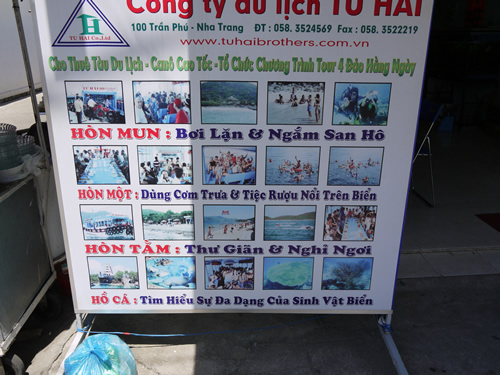 Công ty du lịch TU HAI
TU HAI Co.,Ltd
100 Trần Phú - Nha Trang ĐT : 058. 3524569 Fax : 058. 3522219
www.tuhaibrothers.com.vn
Cho Thuê Tàu Du Lịch - Canô Cao Tốc - Tổ Chức Chương Trình Tour 4 Đảo Hàng Ngày
HÒN MUN : Bơi Lặn & Ngắm San Hô
HÒN MỘT : Dùng Cơm Trưa & Tiệc Rượu Nổi Trên Biển
HÒN TẰM : Thư Giãn & Nghỉ Ngơi
HỒ CÁ : Tìm Hiểu Sự Đa Dạng Của Sinh Vật Biển